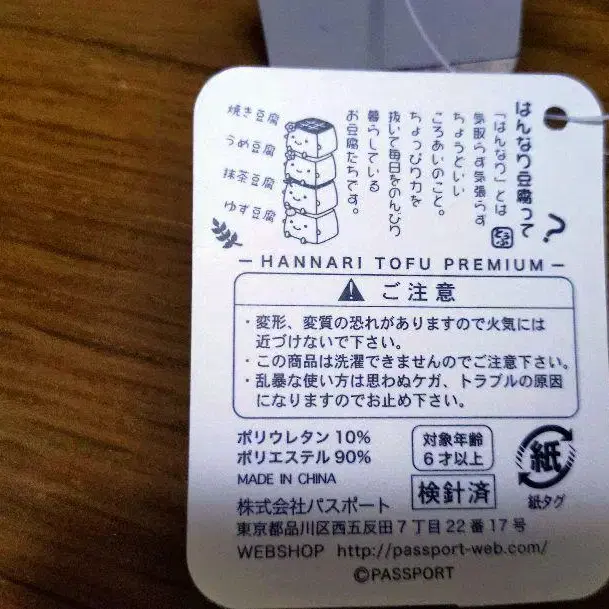 はんなり豆腐って?
「はんなり」とは
気取らず気張らず
ちょうどいい
ころあいのこと。
ちょっぴり力を
抜いて毎日をのんびり
暮らしている
お豆腐たちです。
とうふ
焼き豆腐
うめ豆腐
抹茶豆腐
ゆず豆腐
HANNARI TOFU PREMIUM
ご注意
・変形、変質の恐れがありますので火気には
近づけないで下さい。
・この商品は洗濯できませんのでご注意下さい。
・乱暴な使い方は思わぬケガ、トラブルの原因
になりますのでお止め下さい。
ポリウレタン 10%
ポリエステル 90%
MADE IN CHINA
対象年齢
6才以上
検針済
紙
紙タグ
株式会社パスポート
東京都品川区西五反田7丁目22番17号
WEBSHOP http://passport-web.com/
©PASSPORT